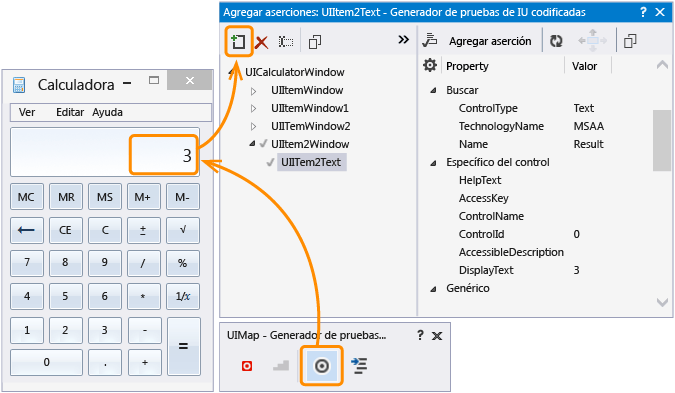 Agregar aserciones: UIItem2Text - Generador de pruebas de IU codificadas ? X
» Agregar aserción
Property Valor
UICalculatorWindow
UIItemWindow
UIItemWindow1
UIITemWindow2
UIItem2Window
UIITem2Text
Buscar
ControlType Text
TechnologyName MSAA
Name Result
Específico del control
HelpText
AccessKey
ControlName
ControlId 0
AccessibleDescription
DisplayText 3
Genérico
Calculadora
Ver Editar Ayuda
3
MC MR MS M+ M-
← CE C ± √
7 8 9 / %
4 5 6 * 1/x
1 2 3 - =
0 . +
UIMap - Generador de pruebas... ? X